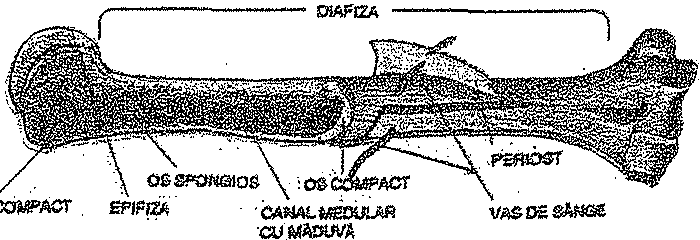 DIAFIZA
PERIOST
OS SPONGIOS
OS COMPACT
COMPACT
EPIFIZA
CANAL MEDULAR
CU MĂDUVĂ
VAS DE SÂNGE